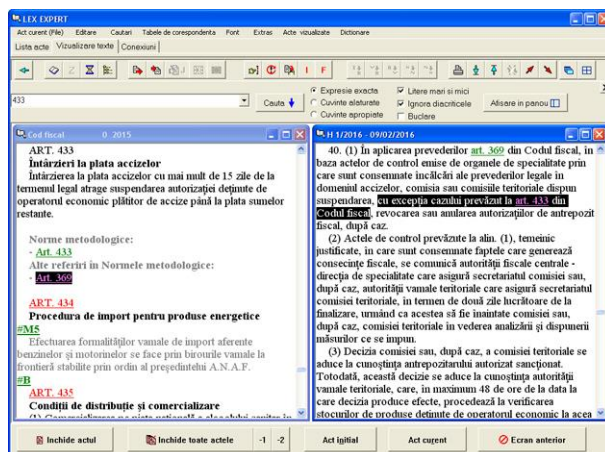 LEX EXPERT
Act curent (File) Editare Cautari Tabele de corespondenta Font Extras Acte vizualizate Dictionare
Lista acte Vizualizare texte Conexiuni
I F
433
Cauta
Expresie exacta
Cuvinte alaturate
Cuvinte apropiate
Litere mari si mici
Ignora diacriticele
Buclare
Afisare in panou
Cod fiscal 0 2015
ART. 433
Întârzieri la plata accizelor
Întârzierea la plata accizelor cu mai mult de 15 zile de la
termenul legal atrage suspendarea autorizaţiei deţinute de
operatorul economic plătitor de accize până la plata sumelor
restante.
Norme metodologice:
- Art. 433
Alte referiri în Normele metodologice:
- Art. 369
ART. 434
Procedura de import pentru produse energetice
#M5
Efectuarea formalităţilor vamale de import aferente
benzinelor şi motorinelor se face prin birourile vamale la
frontieră stabilite prin ordin al preşedintelui A.N.A.F.
#B
ART. 435
Condiţii de distribuţie şi comercializare
H 1/2016 - 09/02/2016
40. (1) În aplicarea prevederilor art. 369 din Codul fiscal, în
baza actelor de control emise de organele de specialitate prin
care sunt consemnate încălcări ale prevederilor legale în
domeniul accizelor, comisia sau comisiile teritoriale dispun
suspendarea, cu excepţia cazului prevăzut la art. 433 din
Codul fiscal, revocarea sau anularea autorizaţiilor de antrepozit
fiscal, după caz.
(2) Actele de control prevăzute la alin. (1), temeinic
justificate, în care sunt consemnate faptele care generează
consecinţe fiscale, se comunică autorităţii fiscale centrale -
direcţia de specialitate care asigură secretariatul comisiei sau,
după caz, autorităţii vamale teritoriale care asigură secretariatul
comisiei teritoriale, în termen de două zile lucrătoare de la
finalizare, urmând ca acestea să fie înaintate comisiei sau,
după caz, comisiei teritoriale în vederea analizării şi dispunerii
măsurilor ce se impun.
(3) Decizia comisiei sau, după caz, a comisiei teritoriale se
aduce la cunoştinţa antrepozitarului autorizat sancţionat.
Totodată, această decizie se aduce la cunoştinţa autorităţii
vamale teritoriale, care, în maximum 48 de ore de la data la
care decizia produce efecte, procedează la verificarea
stocurilor de produse deţinute de operatorul economic la acea
Inchide actul Inchide toate actele -1 -2 Act iniţial Act curent Ecran anterior